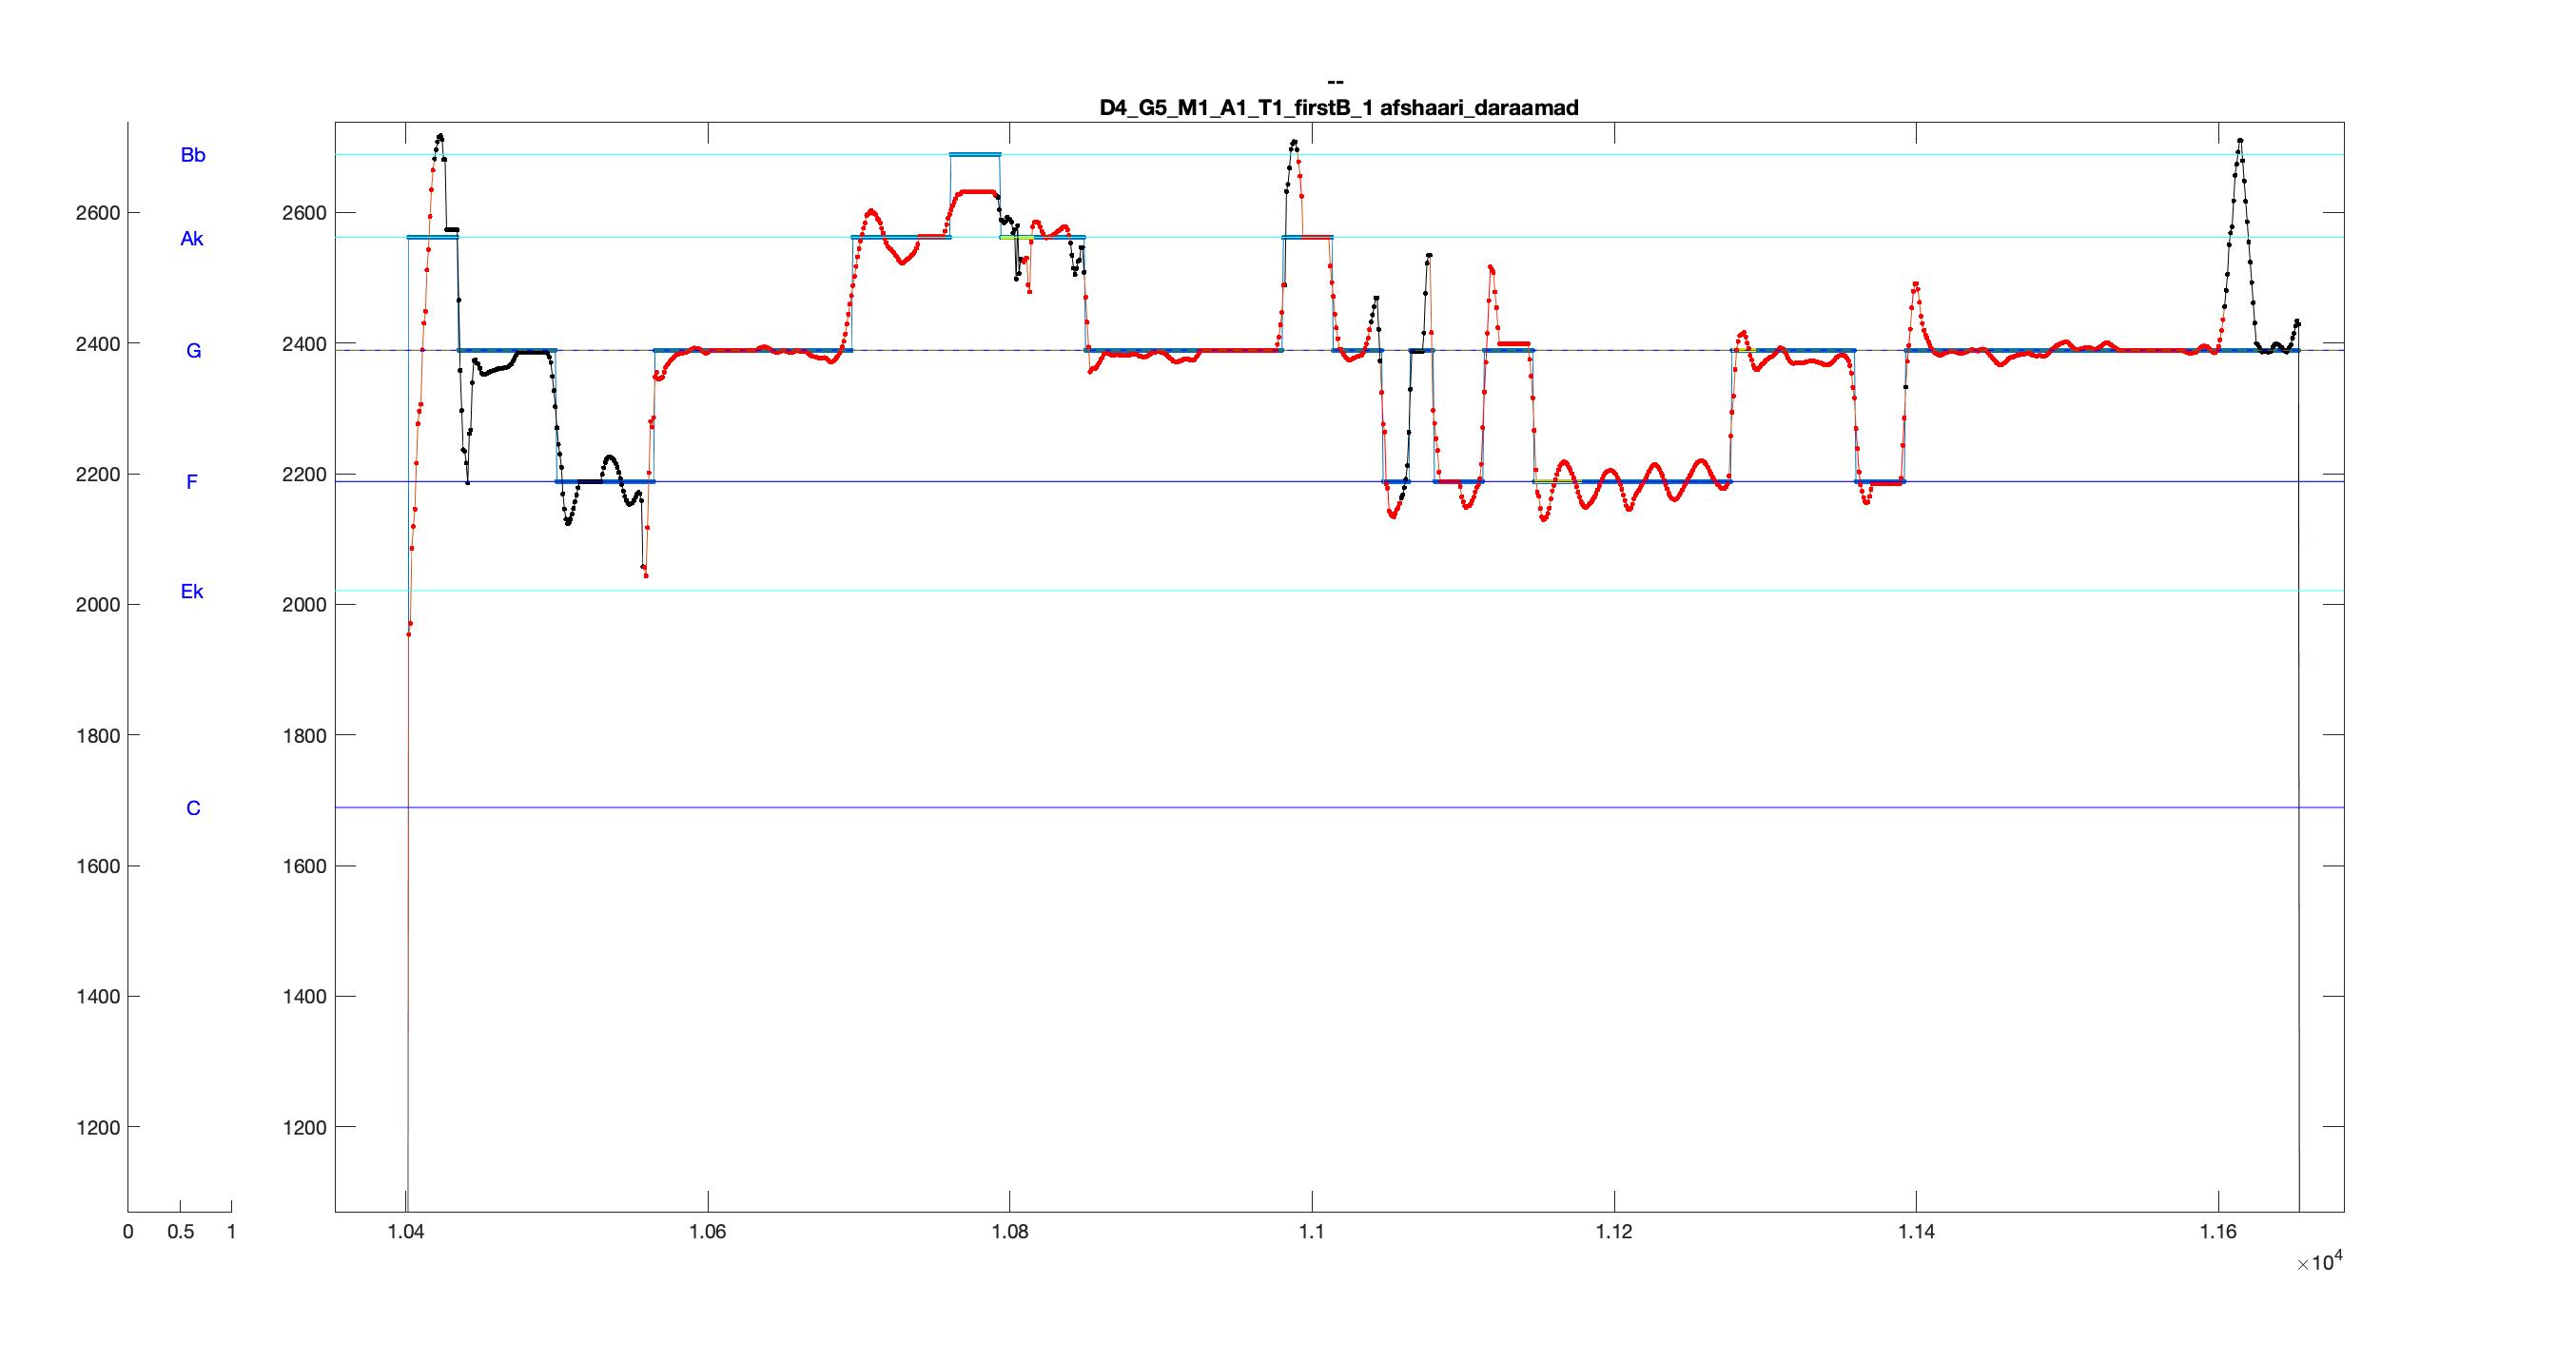 --
D4_G5_M1_A1_T1_firstB_1 afshaari_daraamad
Bb
2600 2600
Ak
2400 G 2400
2200 F 2200
Ek
2000 2000
1800 1800
C
1600 1600
1400 1400
1200 1200
0 0.5 1 1.04 1.06 1.08 1.1 1.12 1.14 1.16
×10⁴